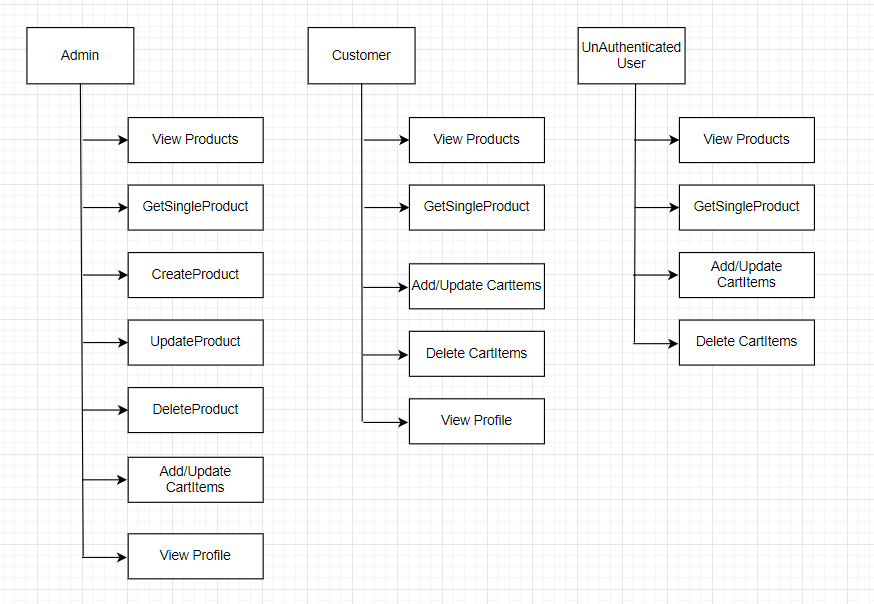 Admin
View Products
GetSingleProduct
CreateProduct
UpdateProduct
DeleteProduct
Add/Update
CartItems
View Profile
Customer
View Products
GetSingleProduct
Add/Update Carttems
Delete CartItems
View Profile
UnAuthenticated
User
View Products
GetSingleProduct
Add/Update
CartItems
Delete CartItems